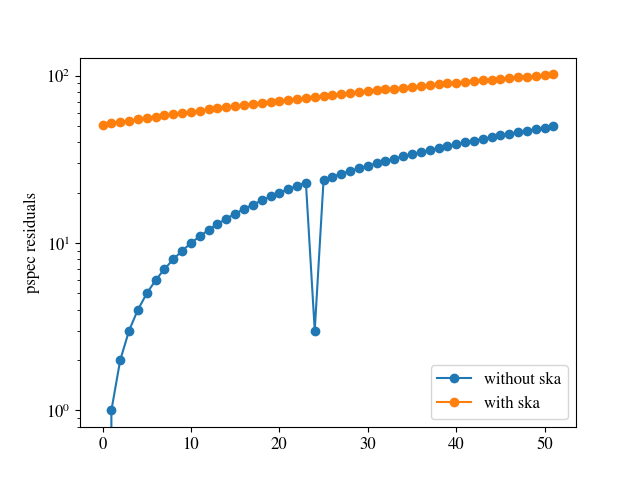 pspec residuals
10²
10¹
10⁰
0 10 20 30 40 50
without ska
with ska